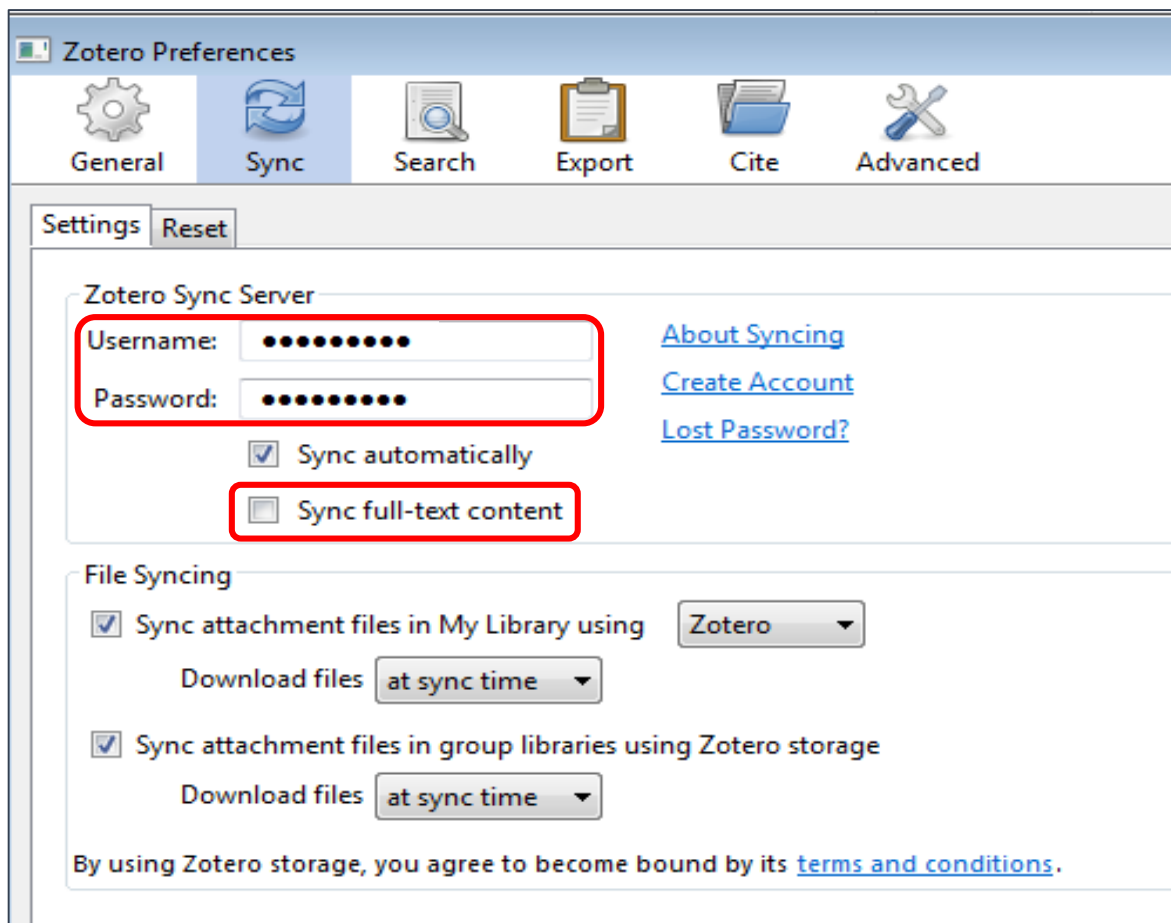 Zotero Preferences
General Sync Search Export Cite Advanced
Settings Reset
Zotero Sync Server
Username: ●●●●●●●●● About Syncing
Create Account
Password: ●●●●●●●●●
Lost Password?
Sync automatically
Sync full-text content
File Syncing
Sync attachment files in My Library using Zotero
Download files at sync time
Sync attachment files in group libraries using Zotero storage
Download files at sync time
By using Zotero storage, you agree to become bound by its terms and conditions.